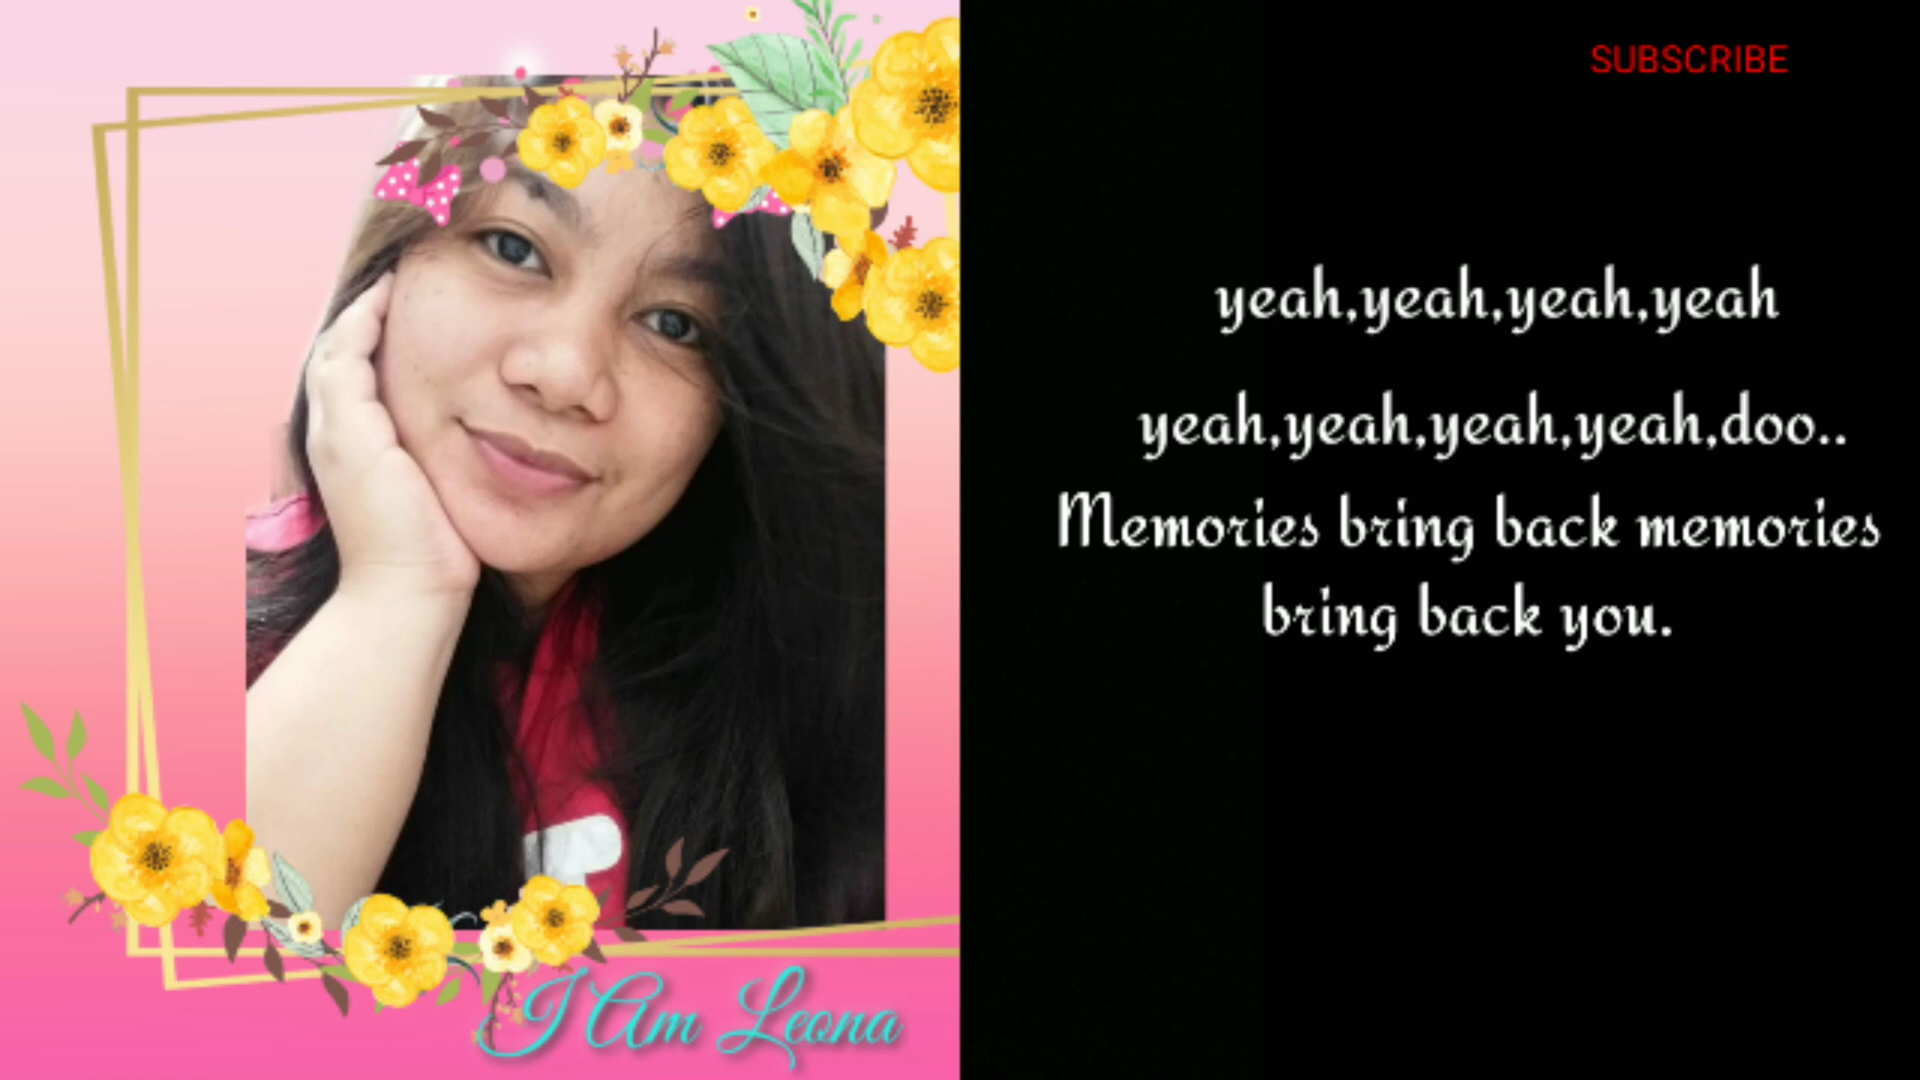 SUBSCRIBE
yeah,yeah,yeah,yeah
yeah,yeah,yeah,yeah,doo..
Memories bring back memories
bring back you.
I Am Leona